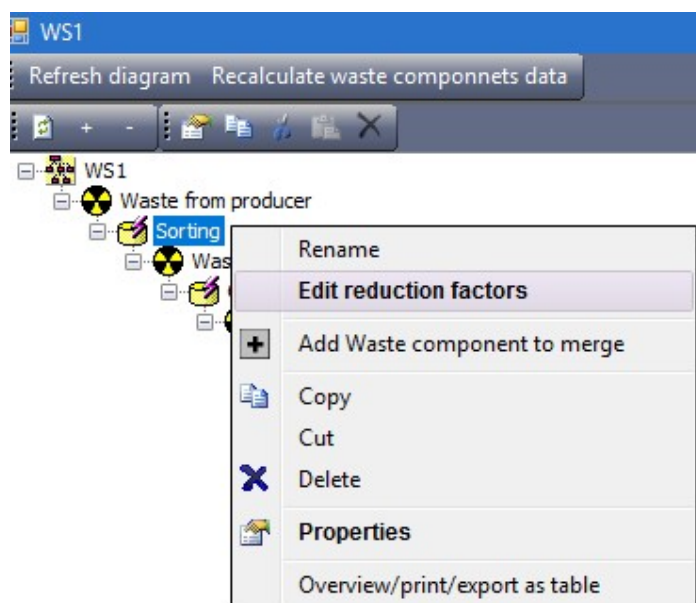 WS1
Refresh diagram Recalculate waste componnets data
+ -
WS1
Waste from producer
Sorting
Rename
Edit reduction factors
Add Waste component to merge
Copy
Cut
Delete
Properties
Overview/print/export as table